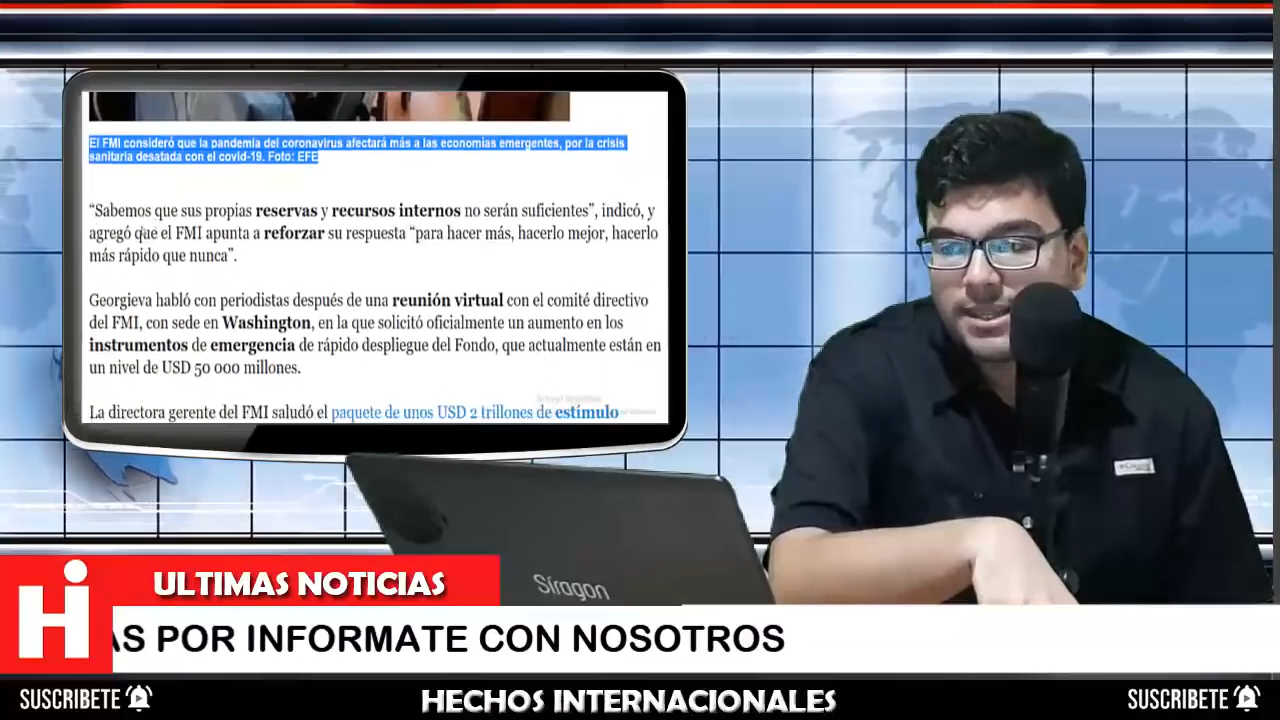 El FMI consideró que la pandemia del coronavirus afectará más a las economías emergentes, por la crisis
sanitaria desatada con el covid-19. Foto: EFE
“Sabemos que sus propias reservas y recursos internos no serán suficientes”, indicó, y
agregó que el FMI apunta a reforzar su respuesta “para hacer más, hacerlo mejor, hacerlo
más rápido que nunca”.
Georgieva habló con periodistas después de una reunión virtual con el comité directivo
del FMI, con sede en Washington, en la que solicitó oficialmente un aumento en los
instrumentos de emergencia de rápido despliegue del Fondo, que actualmente están en
un nivel de USD 50 000 millones.
La directora gerente del FMI saludó el paquete de unos USD 2 trillones de estímulo
Siragon
Hi
ULTIMAS NOTICIAS
AS POR INFORMATE CON NOSOTROS
SUSCRIBETE
HECHOS INTERNACIONALES
SUSCRIBETE